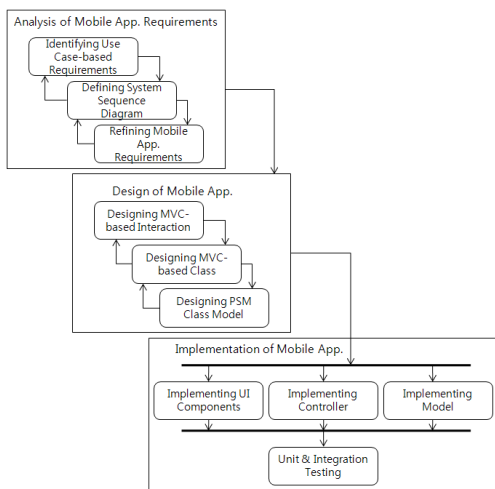 Analysis of Mobile App. Requirements
Identifying Use
Case-based
Requirements
Defining System
Sequence
Diagram
Refining Mobile
App.
Requirements
Design of Mobile App.
Designing MVC-
based Interaction
Designing MVC-
based Class
Designing PSM
Class Model
Implementation of Mobile App.
Implementing UI
Components
Implementing
Controller
Implementing
Model
Unit & Integration
Testing